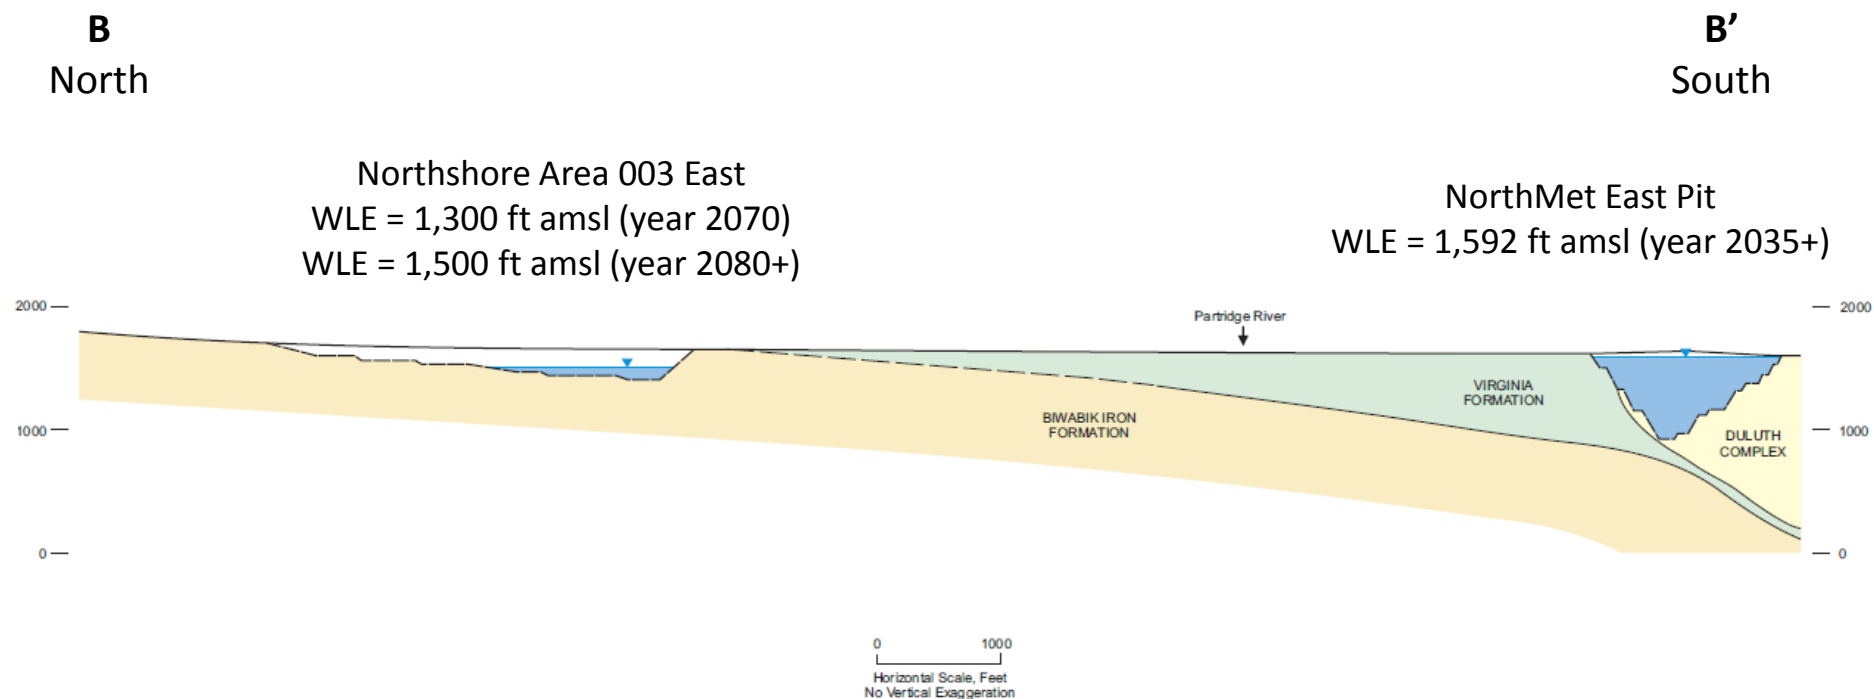 B
North
B’
South
Northshore Area 003 East
WLE = 1,300 ft amsl (year 2070)
WLE = 1,500 ft amsl (year 2080+)
NorthMet East Pit
WLE = 1,592 ft amsl (year 2035+)
2000
2000
Partridge River
VIRGINIA
FORMATION
BIWABIK IRON
FORMATION
1000
1000
DULUTH
COMPLEX
0
0
0 1000
Horizontal Scale, Feet
No Vertical Exaggeration